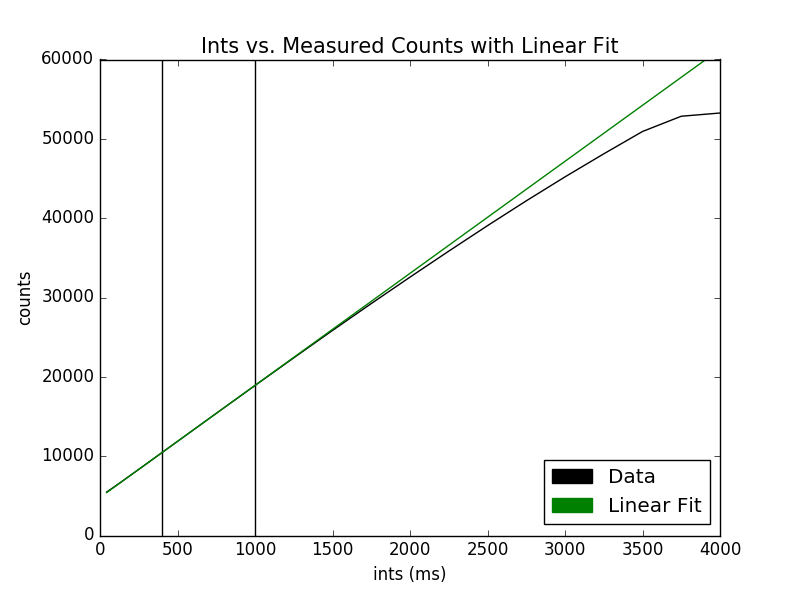 Ints vs. Measured Counts with Linear Fit
60000
50000
40000
30000
20000
10000
0
counts
0 500 1000 1500 2000 2500 3000 3500 4000
ints (ms)
Data
Linear Fit